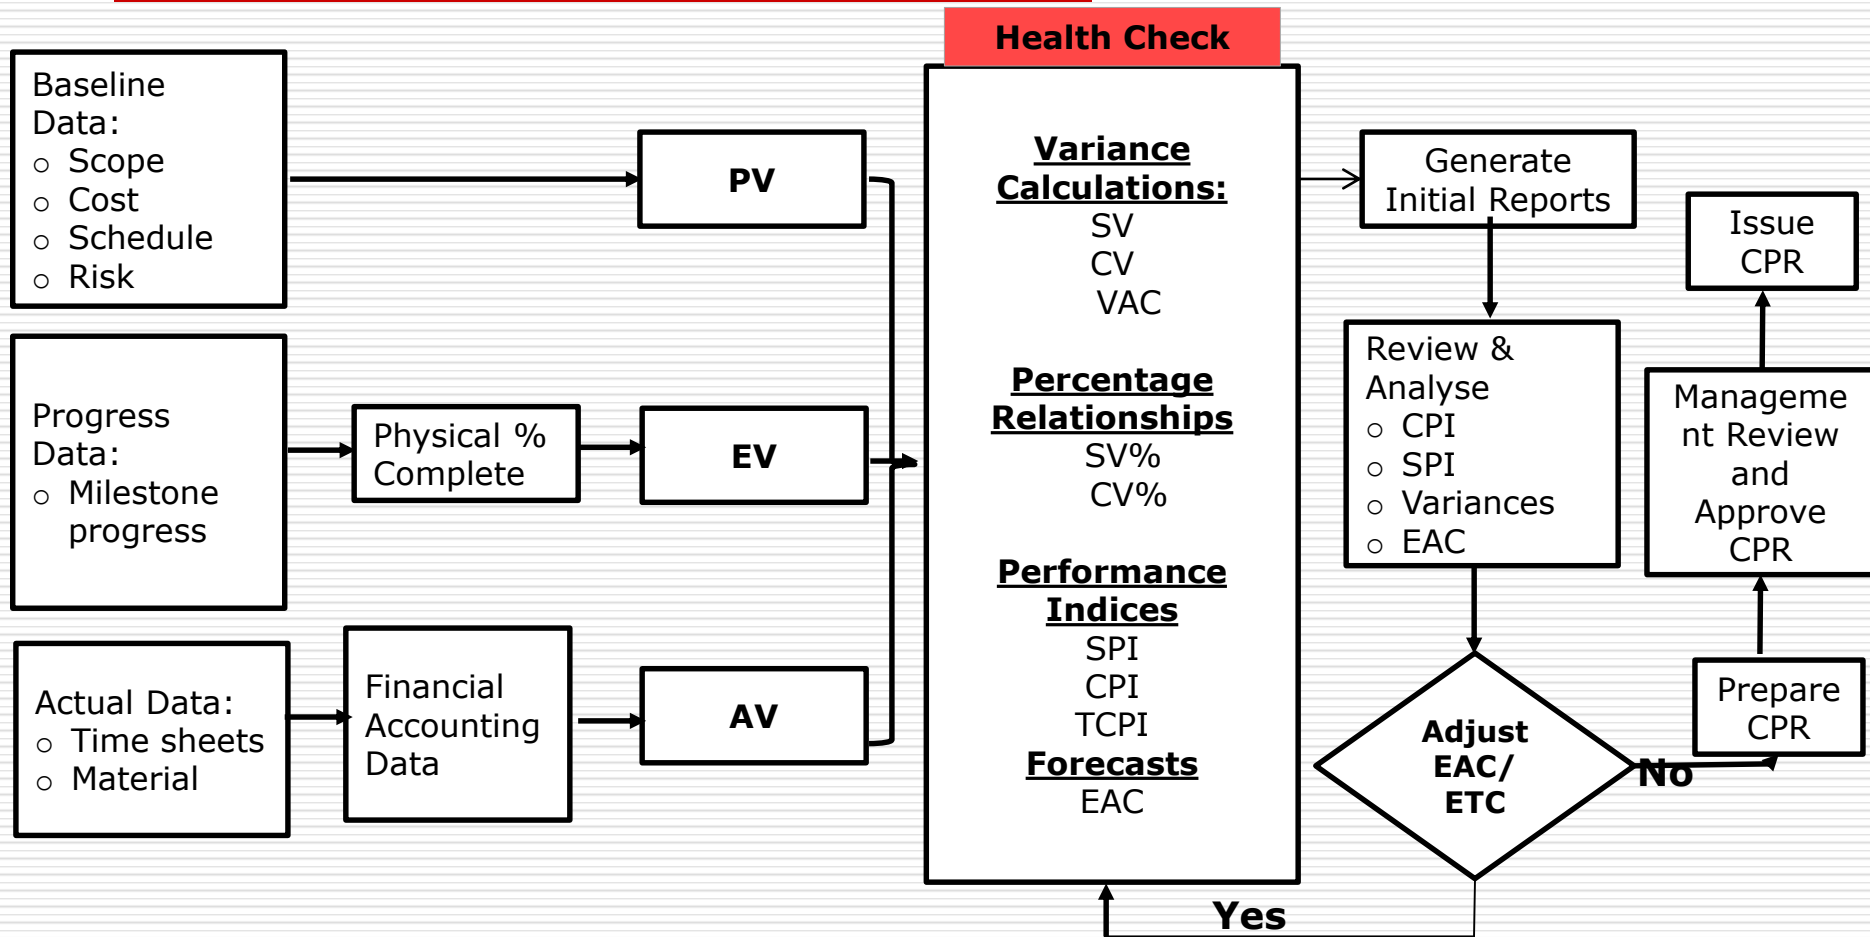 Health Check
Baseline
Data:
○ Scope
○ Cost
○ Schedule
○ Risk
PV
Progress
Data:
○ Milestone
progress
Physical %
Complete
EV
Actual Data:
○ Time sheets
○ Material
Financial
Accounting
Data
AV
Variance
Calculations:
SV
CV
VAC
Percentage
Relationships
SV%
CV%
Performance
Indices
SPI
CPI
TCPI
Forecasts
EAC
Generate
Initial Reports
Review &
Analyse
○ CPI
○ SPI
○ Variances
○ EAC
Adjust
EAC/
ETC
No
Yes
Prepare
CPR
Manageme
nt Review
and
Approve
CPR
Issue
CPR